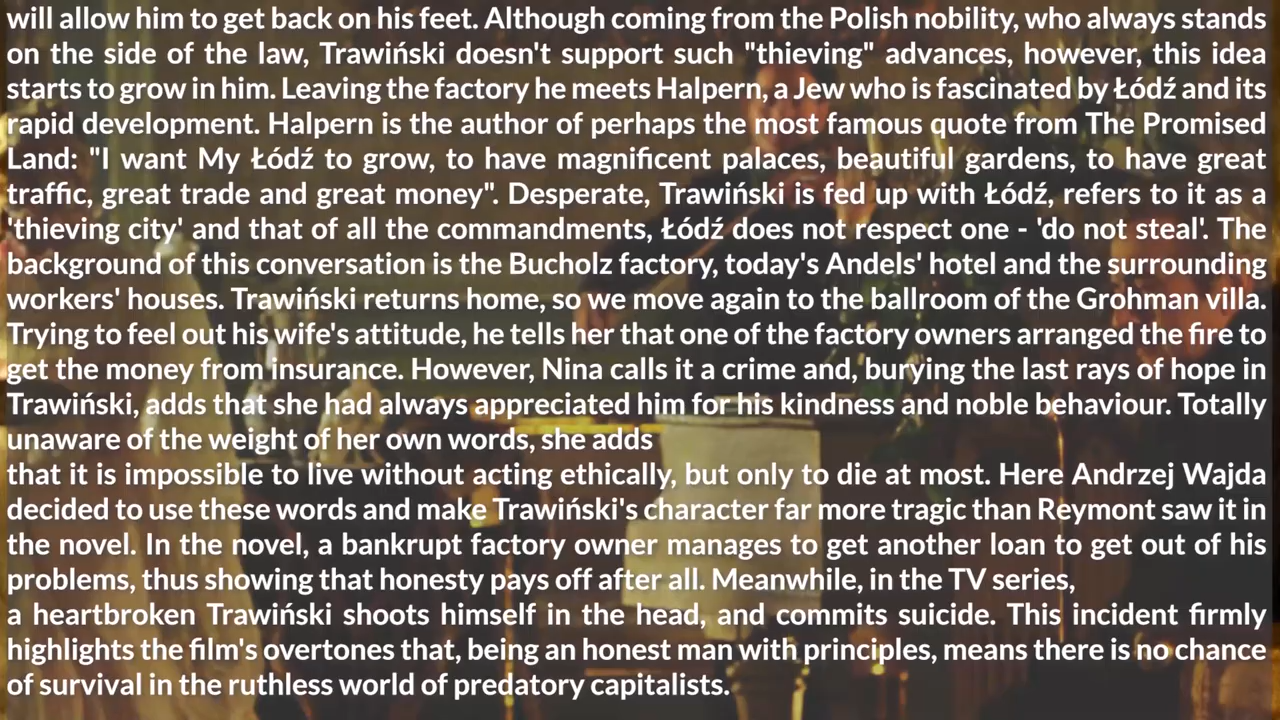 will allow him to get back on his feet. Although coming from the Polish nobility, who always stands
on the side of the law, Trawiński doesn't support such "thieving" advances, however, this idea
starts to grow in him. Leaving the factory he meets Halpern, a Jew who is fascinated by Łódź and its
rapid development. Halpern is the author of perhaps the most famous quote from The Promised
Land: "I want My Łódź to grow, to have magnificent palaces, beautiful gardens, to have great
traffic, great trade and great money". Desperate, Trawiński is fed up with Łódź, refers to it as a
'thieving city' and that of all the commandments, Łódź does not respect one - 'do not steal'. The
background of this conversation is the Bucholz factory, today's Andels' hotel and the surrounding
workers' houses. Trawiński returns home, so we move again to the ballroom of the Grohman villa.
Trying to feel out his wife's attitude, he tells her that one of the factory owners arranged the fire to
get the money from insurance. However, Nina calls it a crime and, burying the last rays of hope in
Trawiński, adds that she had always appreciated him for his kindness and noble behaviour. Totally
unaware of the weight of her own words, she adds
that it is impossible to live without acting ethically, but only to die at most. Here Andrzej Wajda
decided to use these words and make Trawiński's character far more tragic than Reymont saw it in
the novel. In the novel, a bankrupt factory owner manages to get another loan to get out of his
problems, thus showing that honesty pays off after all. Meanwhile, in the TV series,
a heartbroken Trawiński shoots himself in the head, and commits suicide. This incident firmly
highlights the film's overtones that, being an honest man with principles, means there is no chance
of survival in the ruthless world of predatory capitalists.